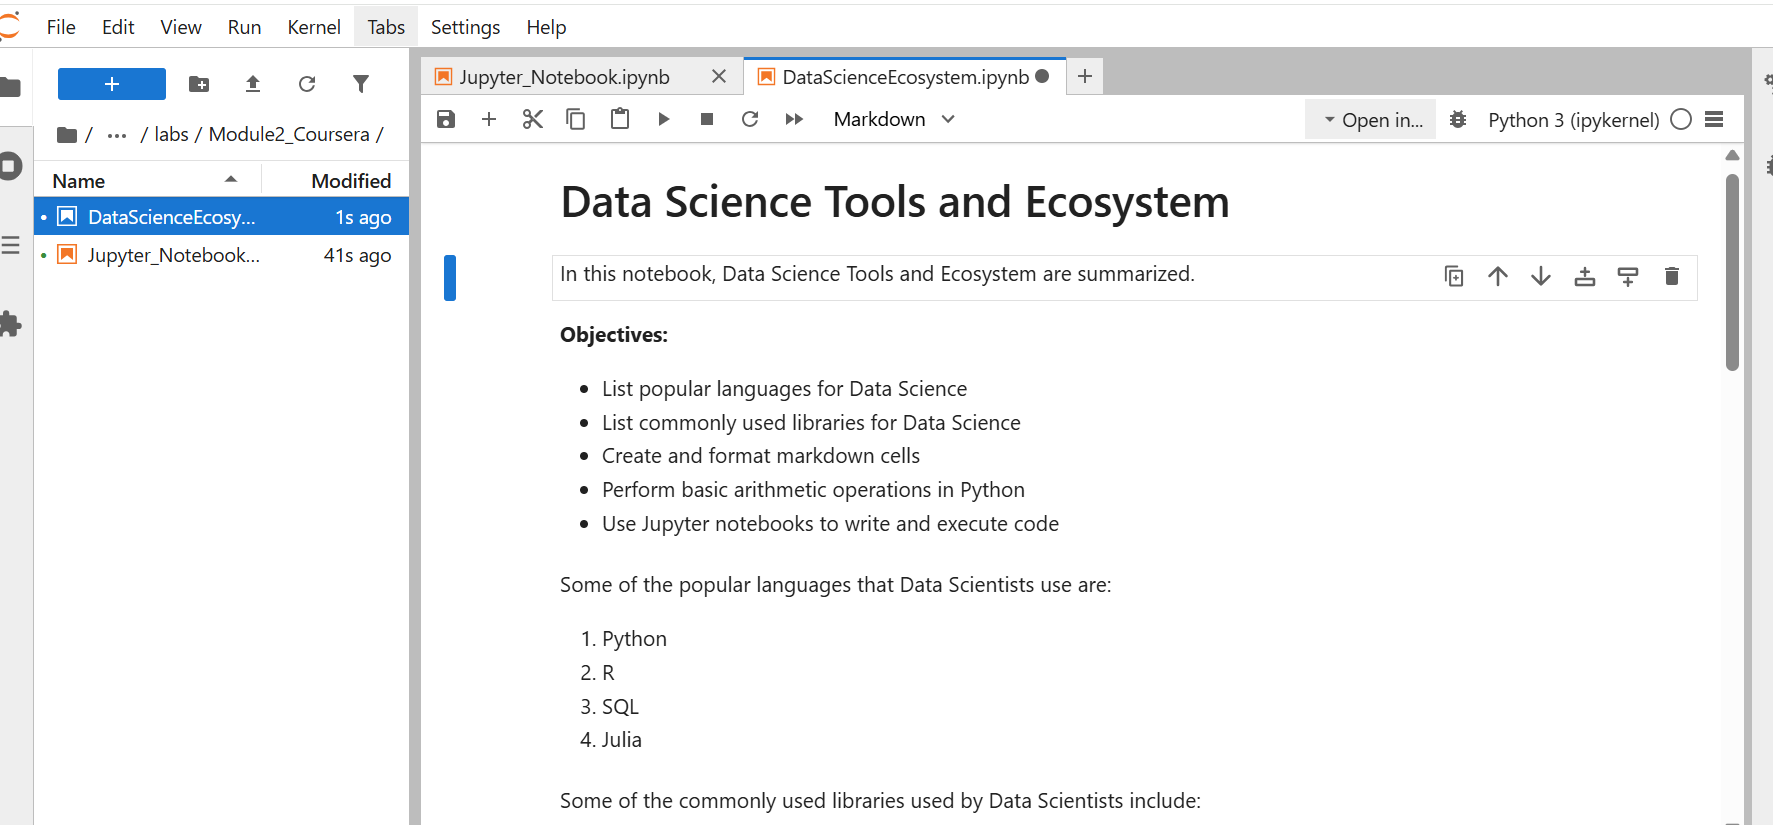 File Edit View Run Kernel Tabs Settings Help
Jupyter_Notebook.ipynb
DataScienceEcosystem.ipynb
Markdown
Open in...
Python 3 (ipykernel)
/ ... / labs / Module2_Coursera /
Name Modified
DataScienceEcosy... 1s ago
Jupyter_Notebook... 41s ago
Data Science Tools and Ecosystem
In this notebook, Data Science Tools and Ecosystem are summarized.
Objectives:
• List popular languages for Data Science
• List commonly used libraries for Data Science
• Create and format markdown cells
• Perform basic arithmetic operations in Python
• Use Jupyter notebooks to write and execute code
Some of the popular languages that Data Scientists use are:
1. Python
2. R
3. SQL
4. Julia
Some of the commonly used libraries used by Data Scientists include: